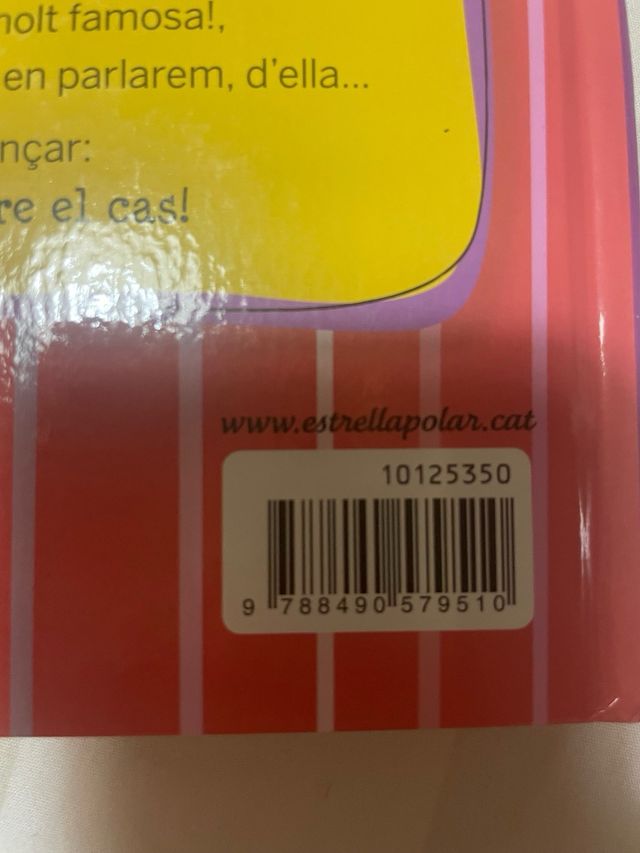 molt famosa!,
en parlarem, d'ella...
nçar:
re el cas!
www.estrellapolar.cat
10125350
9 788490 579510